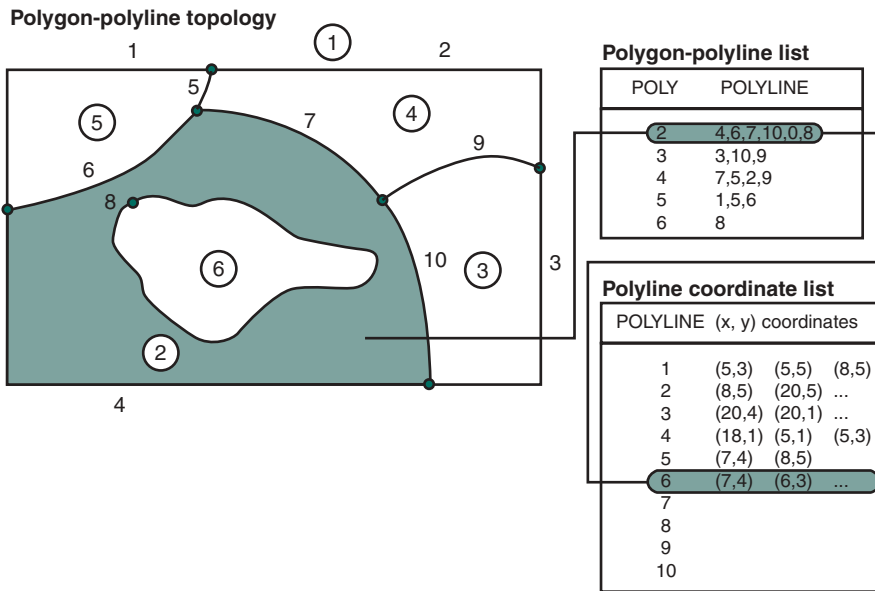 Polygon-polyline topology
1
1
2
5
5
4
7
9
6
8
6
10
3
3
2
4
Polygon-polyline list
POLY POLYLINE
2 4,6,7,10,0,8
3 3,10,9
4 7,5,2,9
5 1,5,6
6 8
Polyline coordinate list
POLYLINE (x, y) coordinates
1 (5,3) (5,5) (8,5)
2 (8,5) (20,5) ...
3 (20,4) (20,1) ...
4 (18,1) (5,1) (5,3)
5 (7,4) (8,5)
6 (7,4) (6,3) ...
7
8
9
10